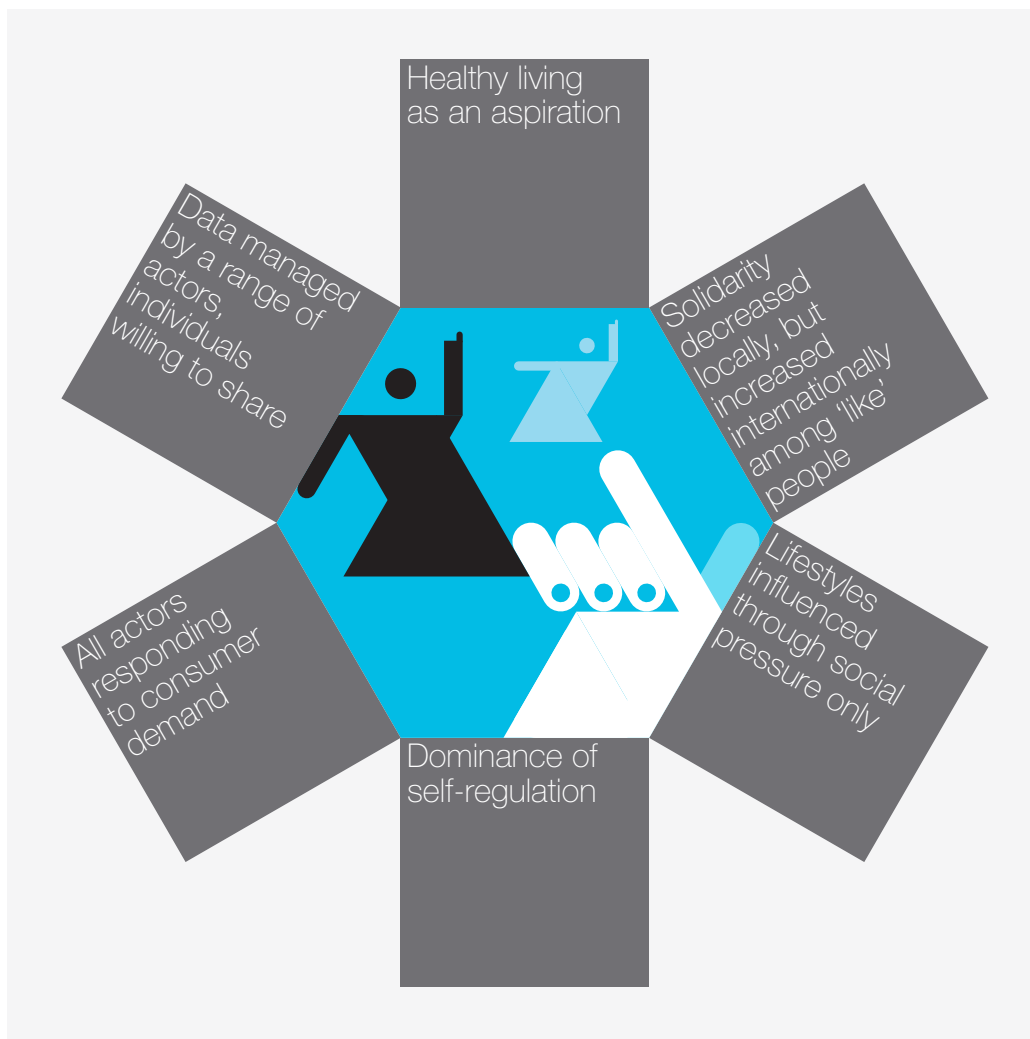 Healthy living
as an aspiration
Solidarity
decreased
locally, but
increased
internationally
among ‘like’
people
Lifestyles
influenced
through social
pressure only
Dominance of
self-regulation
All actors
responding
to consumer
demand
Data managed
by a range of
actors,
individuals
willing to share